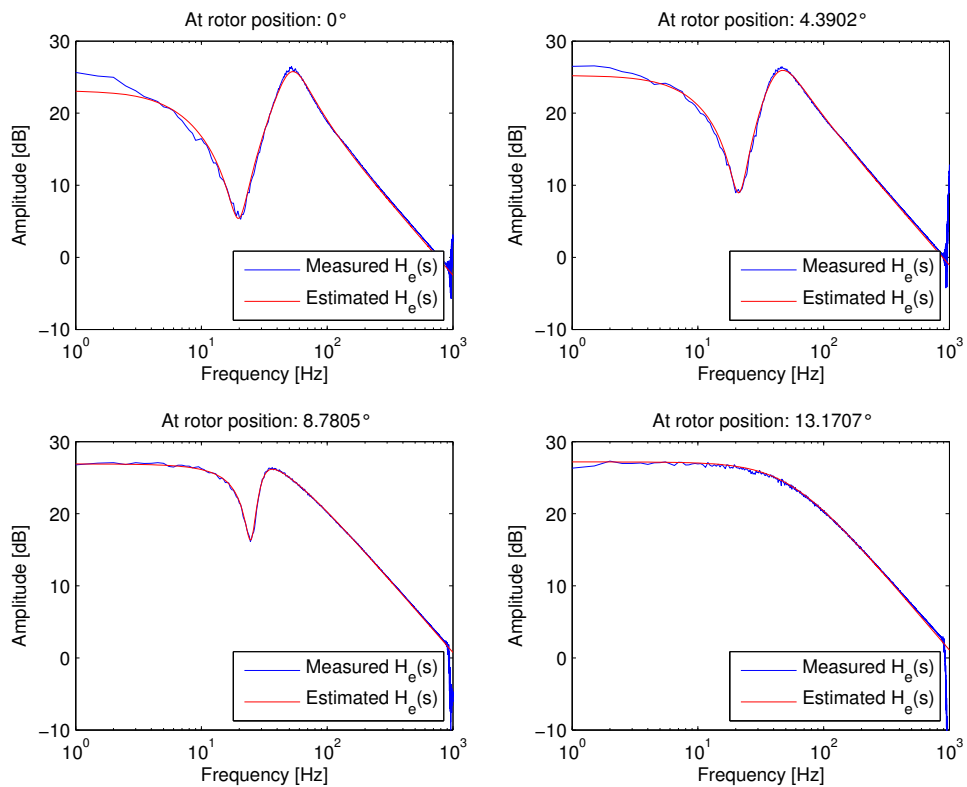 At rotor position: 0°
30
20
10
0
−10
Amplitude [dB]
Measured H_e(s)
Estimated H_e(s)
10^0
10^1
10^2
10^3
Frequency [Hz]
At rotor position: 4.3902°
30
20
10
0
−10
Amplitude [dB]
Measured H_e(s)
Estimated H_e(s)
10^0
10^1
10^2
10^3
Frequency [Hz]
At rotor position: 8.7805°
30
20
10
0
−10
Amplitude [dB]
Measured H_e(s)
Estimated H_e(s)
10^0
10^1
10^2
10^3
Frequency [Hz]
At rotor position: 13.1707°
30
20
10
0
−10
Amplitude [dB]
Measured H_e(s)
Estimated H_e(s)
10^0
10^1
10^2
10^3
Frequency [Hz]